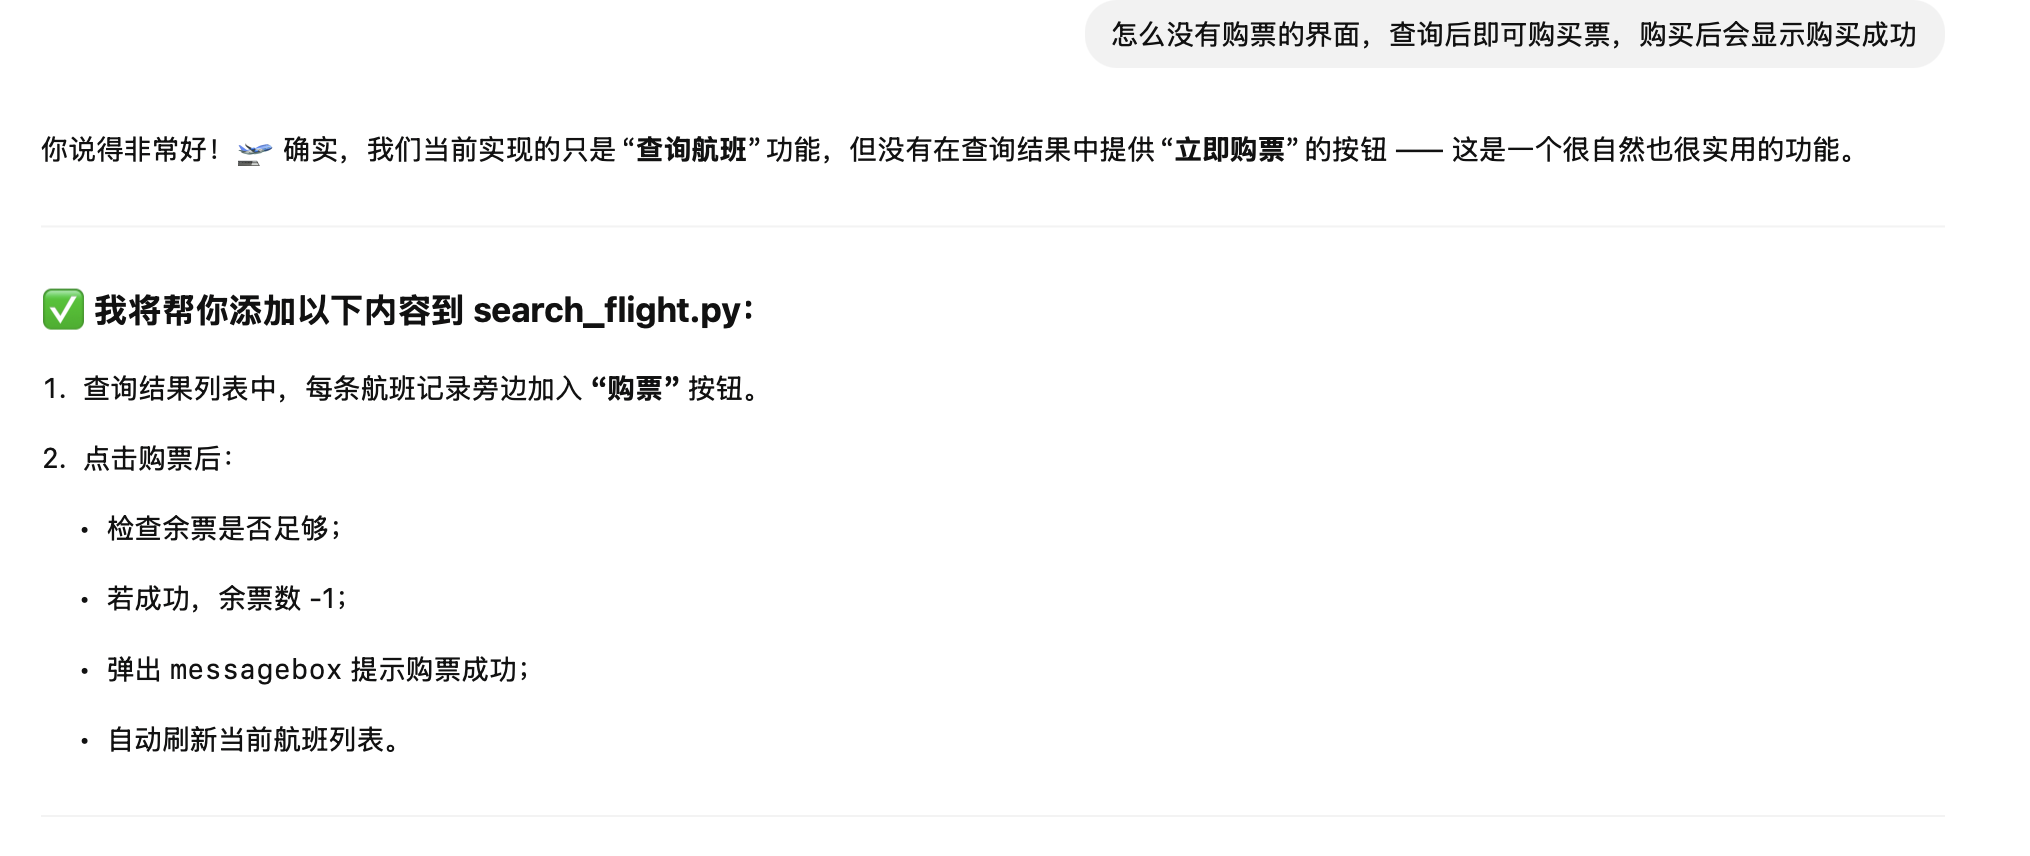 怎么没有购票的界面，查询后即可购买票，购买后会显示购买成功
你说得非常好！🛫 确实，我们当前实现的只是“查询航班”功能，但没有在查询结果中提供“立即购票”的按钮 —— 这是一个很自然也很实用的功能。
✅ 我将帮你添加以下内容到 search_flight.py：
1. 查询结果列表中，每条航班记录旁边加入 “购票” 按钮。
2. 点击购票后：
• 检查余票是否足够；
• 若成功，余票数 -1；
• 弹出 messagebox 提示购票成功；
• 自动刷新当前航班列表。